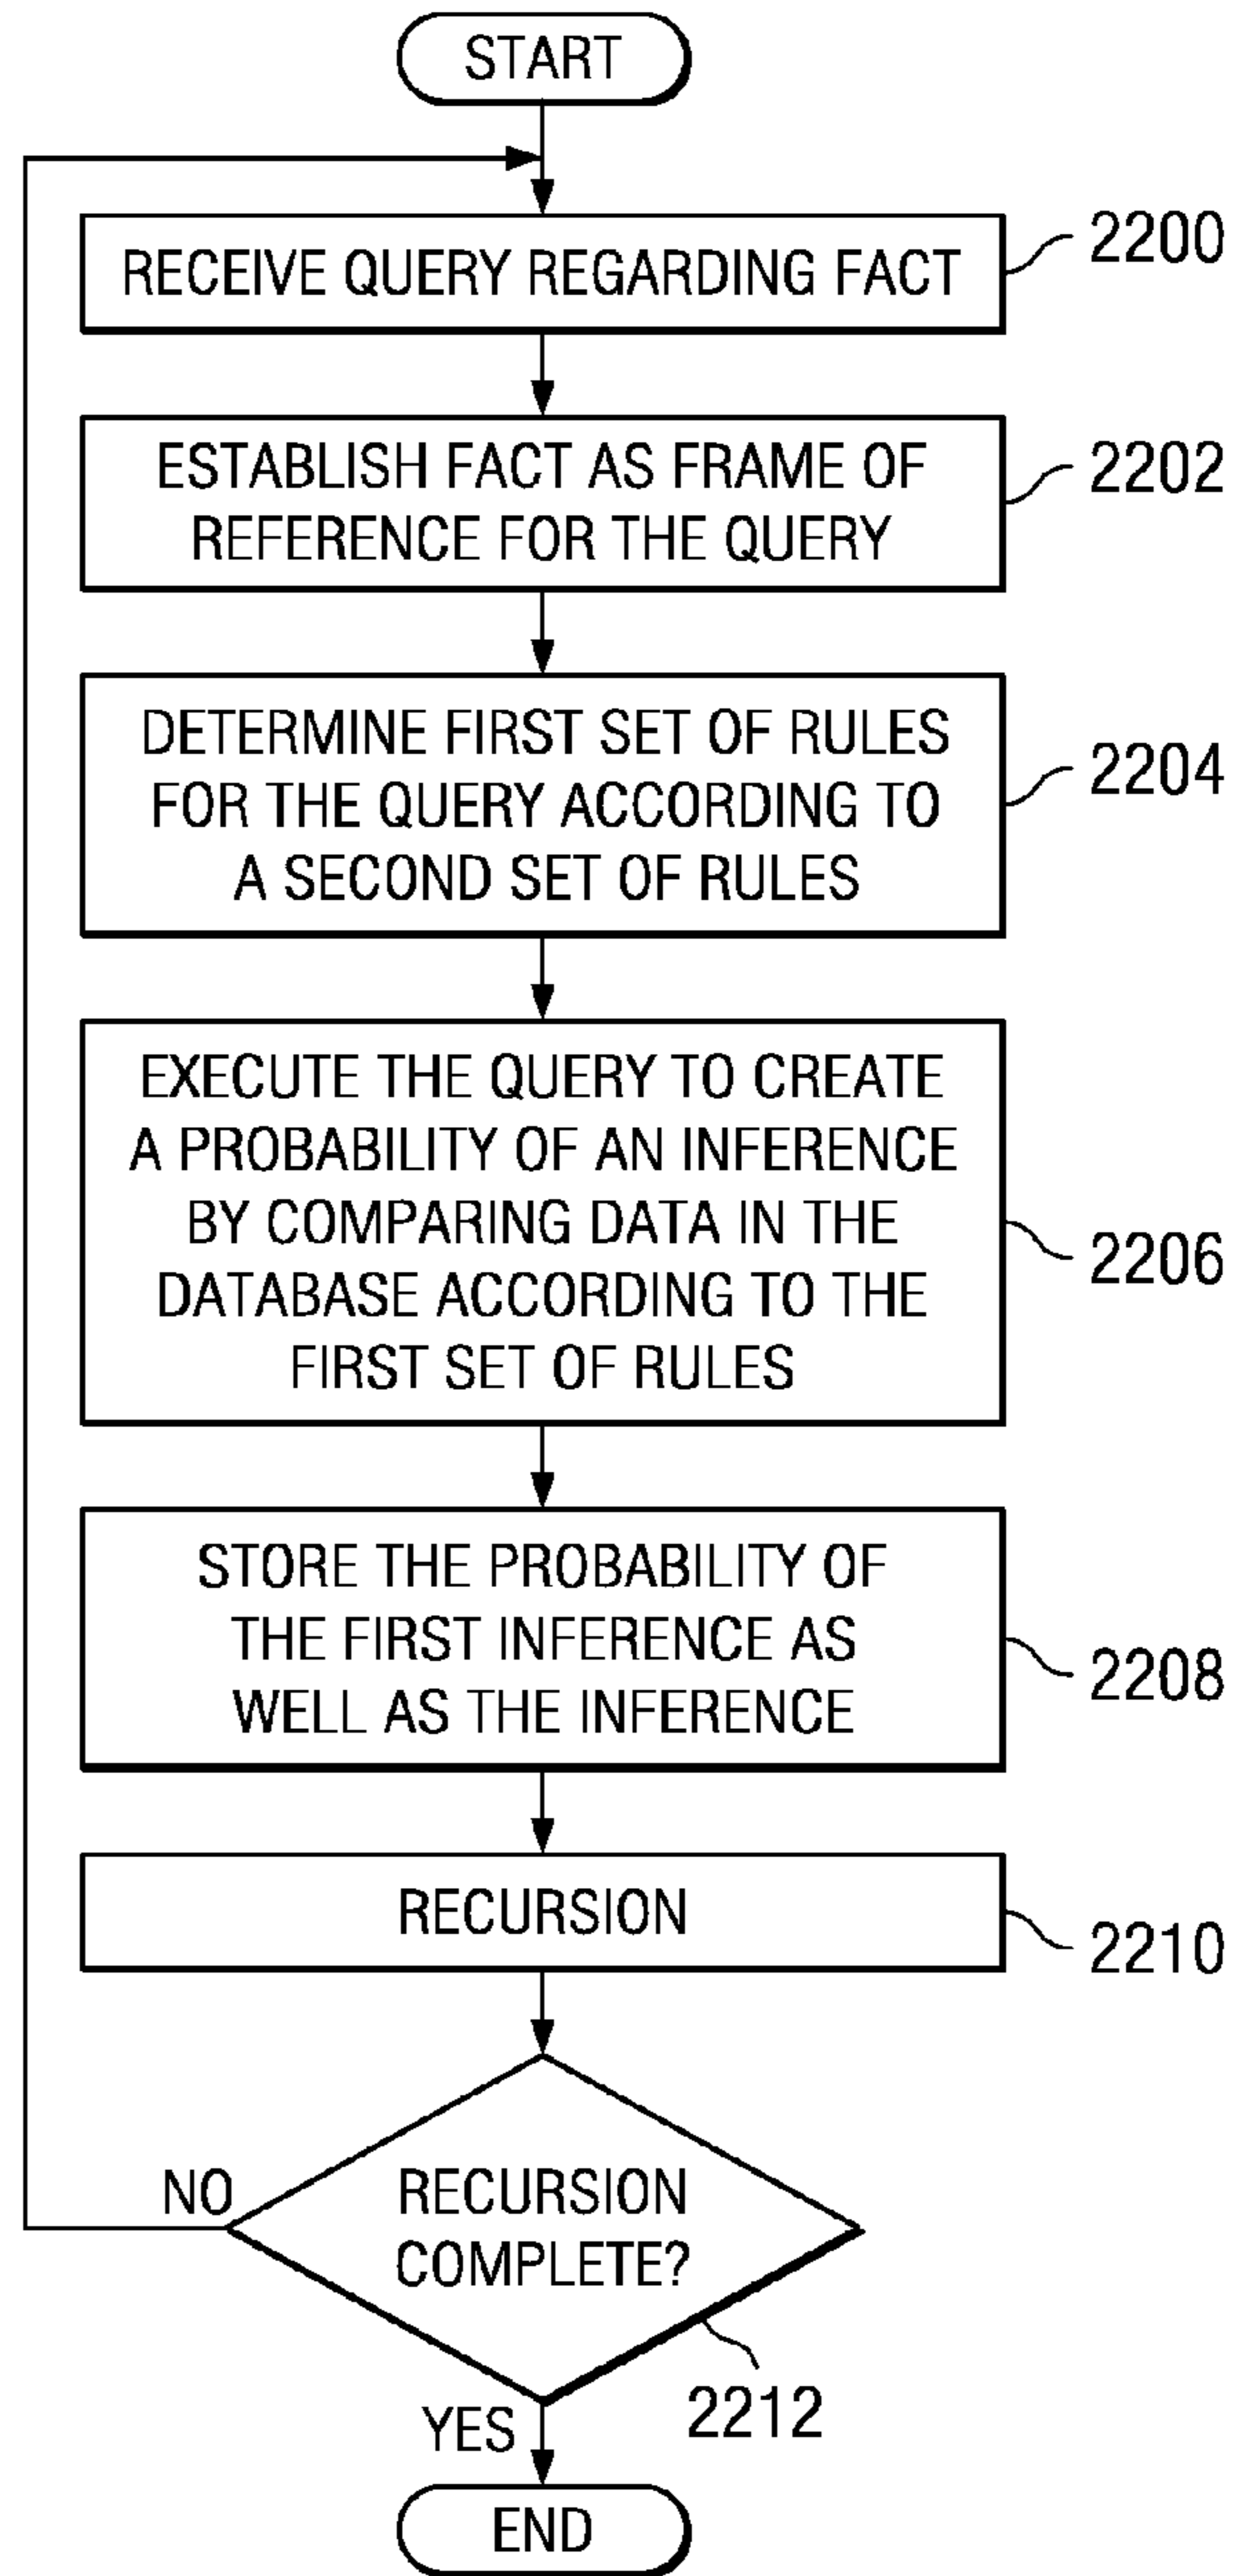 START
RECEIVE QUERY REGARDING FACT
2200
ESTABLISH FACT AS FRAME OF
REFERENCE FOR THE QUERY
2202
DETERMINE FIRST SET OF RULES
FOR THE QUERY ACCORDING TO
A SECOND SET OF RULES
2204
EXECUTE THE QUERY TO CREATE
A PROBABILITY OF AN INFERENCE
BY COMPARING DATA IN THE
DATABASE ACCORDING TO THE
FIRST SET OF RULES
2206
STORE THE PROBABILITY OF
THE FIRST INFERENCE AS
WELL AS THE INFERENCE
2208
RECURSION
2210
NO
RECURSION
COMPLETE?
2212
YES
END